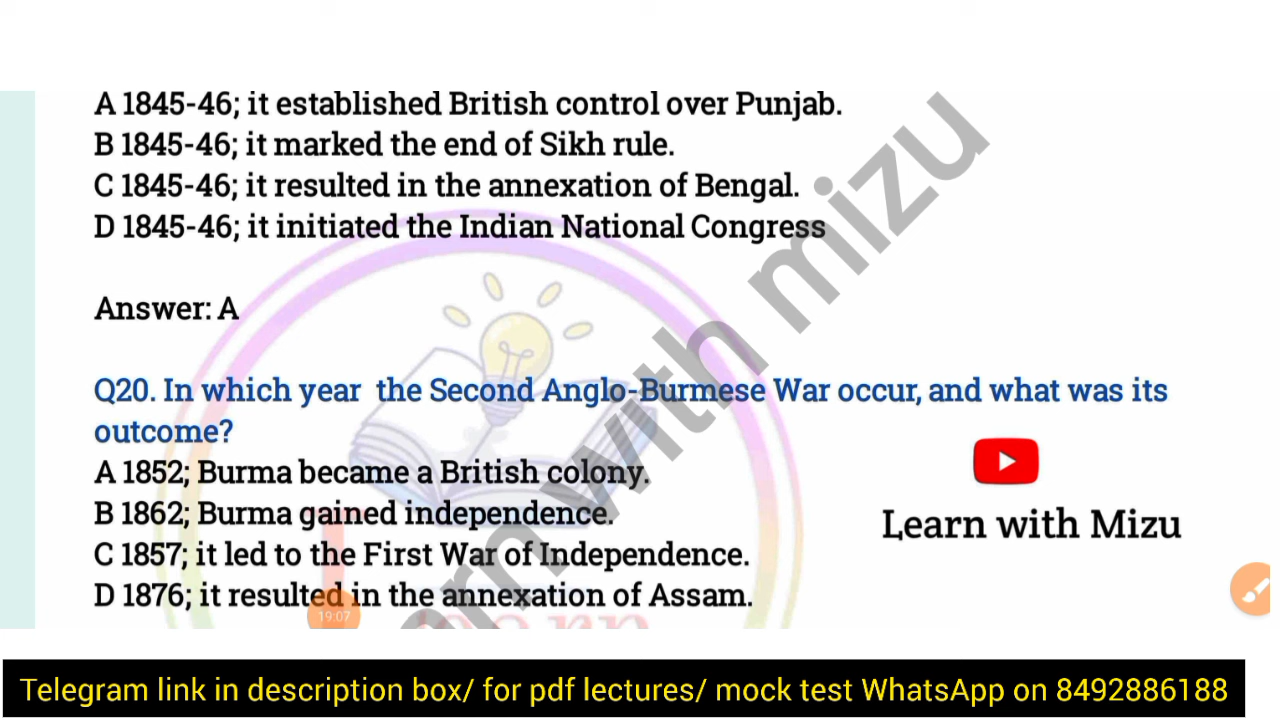 A 1845-46; it established British control over Punjab.
B 1845-46; it marked the end of Sikh rule.
C 1845-46; it resulted in the annexation of Bengal.
D 1845-46; it initiated the Indian National Congress
Answer: A
Q20. In which year the Second Anglo-Burmese War occur, and what was its
outcome?
A 1852; Burma became a British colony.
B 1862; Burma gained independence.
C 1857; it led to the First War of Independence.
D 1876; it resulted in the annexation of Assam.
Learn with Mizu
with mizu
19:07
Telegram link in description box/ for pdf lectures/ mock test WhatsApp on 8492886188